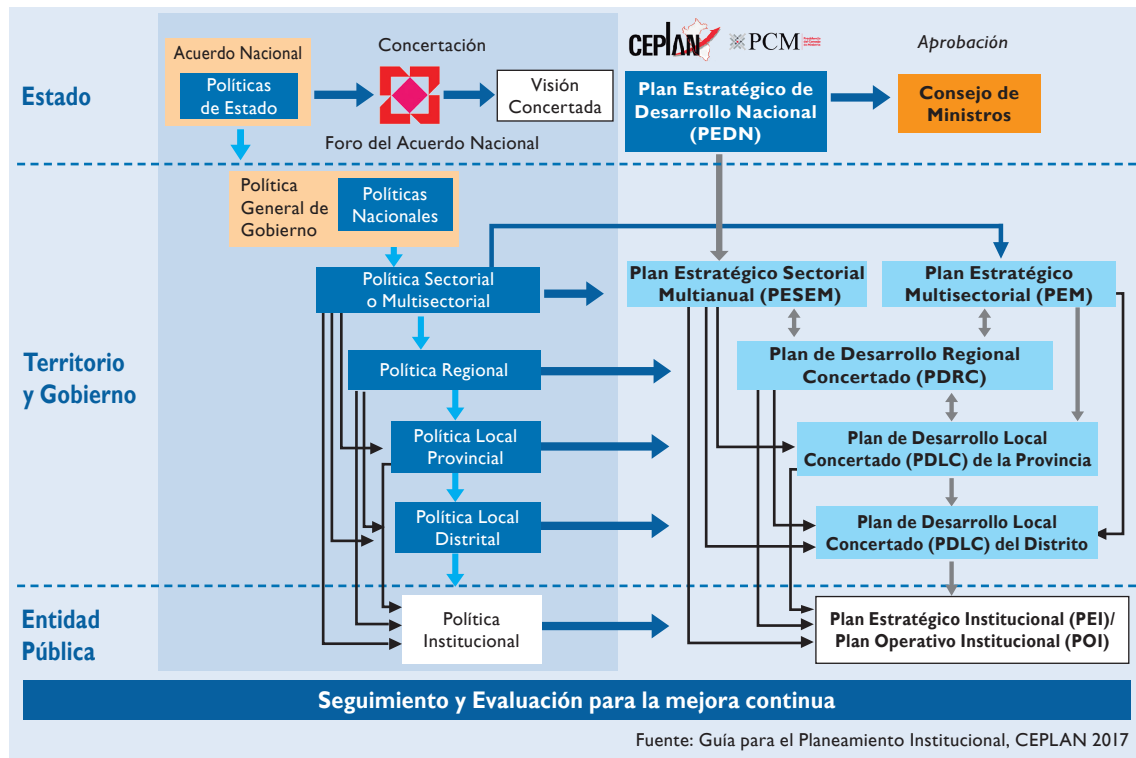 Estado
Acuerdo Nacional
Políticas
de Estado
Concertación
Foro del Acuerdo Nacional
Visión
Concertada
CEPLAN
PCM
Plan Estratégico de
Desarrollo Nacional
(PEDN)
Aprobación
Consejo de
Ministros
Territorio
y Gobierno
Política
General de
Gobierno
Políticas
Nacionales
Política Sectorial
o Multisectorial
Plan Estratégico Sectorial
Multianual (PESEM)
Plan Estratégico
Multisectorial (PEM)
Política Regional
Plan de Desarrollo Regional
Concertado (PDRC)
Política Local
Provincial
Plan de Desarrollo Local
Concertado (PDLC) de la Provincia
Política Local
Distrital
Plan de Desarrollo Local
Concertado (PDLC) del Distrito
Entidad
Pública
Política
Institucional
Plan Estratégico Institucional (PEI)/
Plan Operativo Institucional (POI)
Seguimiento y Evaluación para la mejora continua
Fuente: Guía para el Planeamiento Institucional, CEPLAN 2017